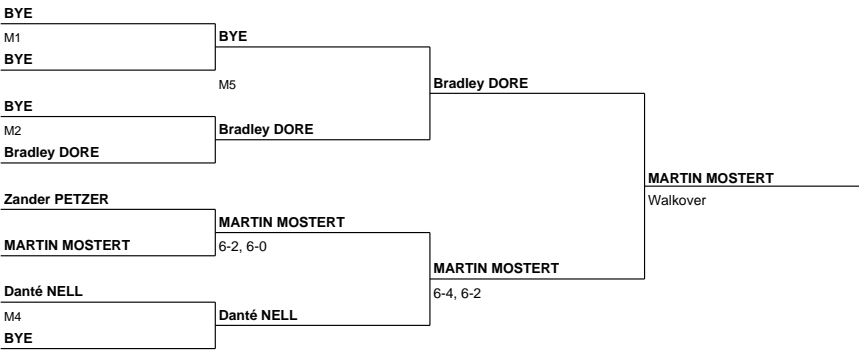 BYE
M1
BYE
BYE
M5
BYE
M2
Bradley DORE
Bradley DORE
Bradley DORE
Zander PETZER
MARTIN MOSTERT
MARTIN MOSTERT
6-2, 6-0
Danté NELL
M4
BYE
Danté NELL
MARTIN MOSTERT
6-4, 6-2
MARTIN MOSTERT
Walkover